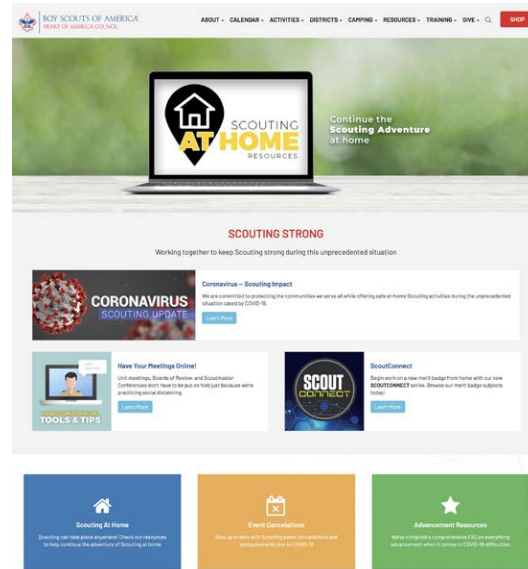 BOY SCOUTS OF AMERICA
HEART OF AMERICA COUNCIL
ABOUT CALENDAR ACTIVITIES DISTRICTS CAMPING RESOURCES TRAINING GIVE SHOP
SCOUTING
AT HOME
RESOURCES
Continue the
Scouting Adventure
at home
SCOUTING STRONG
Working together to keep Scouting strong during this unprecedented situation
CORONAVIRUS
SCOUTING UPDATE
Coronavirus – Scouting Impact
We are committed to protecting the communities we serve all while offering safe at-home Scouting activities during the unprecedented
situation caused by COVID-19.
Learn More
TOOLS & TIPS
Have Your Meetings Online!
Unit meetings, Boards of Review, and Scoutmaster
Conferences don't have to be put on hold just because we're
practicing social distancing.
Learn More
SCOUT
CONNECT
ScoutConnect
Begin work on a new merit badge from home with our new
SCOUTCONNECT series. Browse our merit badge subjects
today!
Learn More
Scouting At Home
Scouting can take place anywhere! Check out resources
to help continue the adventure of Scouting at home
Event Cancelations
Stay up to date with Scouting event cancelations and
postponements due to COVID-19
Advancement Resources
We've compiled a comprehensive FAQ on everything
advancement when it comes to COVID-19 difficulties